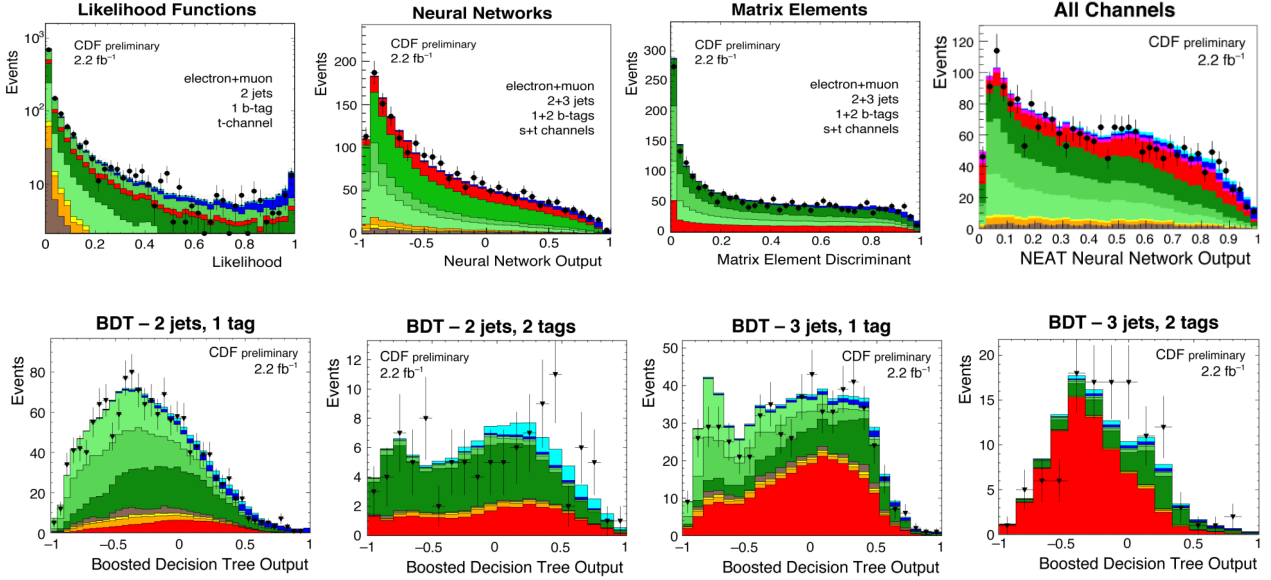 Likelihood Functions
Events
10³
10²
10
CDF preliminary
2.2 fb⁻¹
electron+muon
2 jets
1 b-tag
t-channel
0 0.2 0.4 0.6 0.8 1
Likelihood
Neural Networks
Events
200
150
100
50
0
CDF preliminary
2.2 fb⁻¹
electron+muon
2+3 jets
1+2 b-tags
s+t channels
-1 -0.5 0 0.5 1
Neural Network Output
Matrix Elements
Events
300
250
200
150
100
50
0
CDF preliminary
2.2 fb⁻¹
electron+muon
2+3 jets
1+2 b-tags
s+t channels
0 0.2 0.4 0.6 0.8 1
Matrix Element Discriminant
All Channels
Events
120
100
80
60
40
20
0
CDF preliminary
2.2 fb⁻¹
0 0.1 0.2 0.3 0.4 0.5 0.6 0.7 0.8 0.9 1
NEAT Neural Network Output
BDT – 2 jets, 1 tag
Events
80
60
40
20
0
CDF preliminary
2.2 fb⁻¹
−1 −0.5 0 0.5 1
Boosted Decision Tree Output
BDT – 2 jets, 2 tags
Events
12
10
8
6
4
2
0
CDF preliminary
2.2 fb⁻¹
−1 −0.5 0 0.5 1
Boosted Decision Tree Output
BDT – 3 jets, 1 tag
Events
50
40
30
20
10
0
CDF preliminary
2.2 fb⁻¹
−1 −0.5 0 0.5 1
Boosted Decision Tree Output
BDT – 3 jets, 2 tags
Events
20
15
10
5
0
CDF preliminary
2.2 fb⁻¹
−1 −0.5 0 0.5 1
Boosted Decision Tree Output